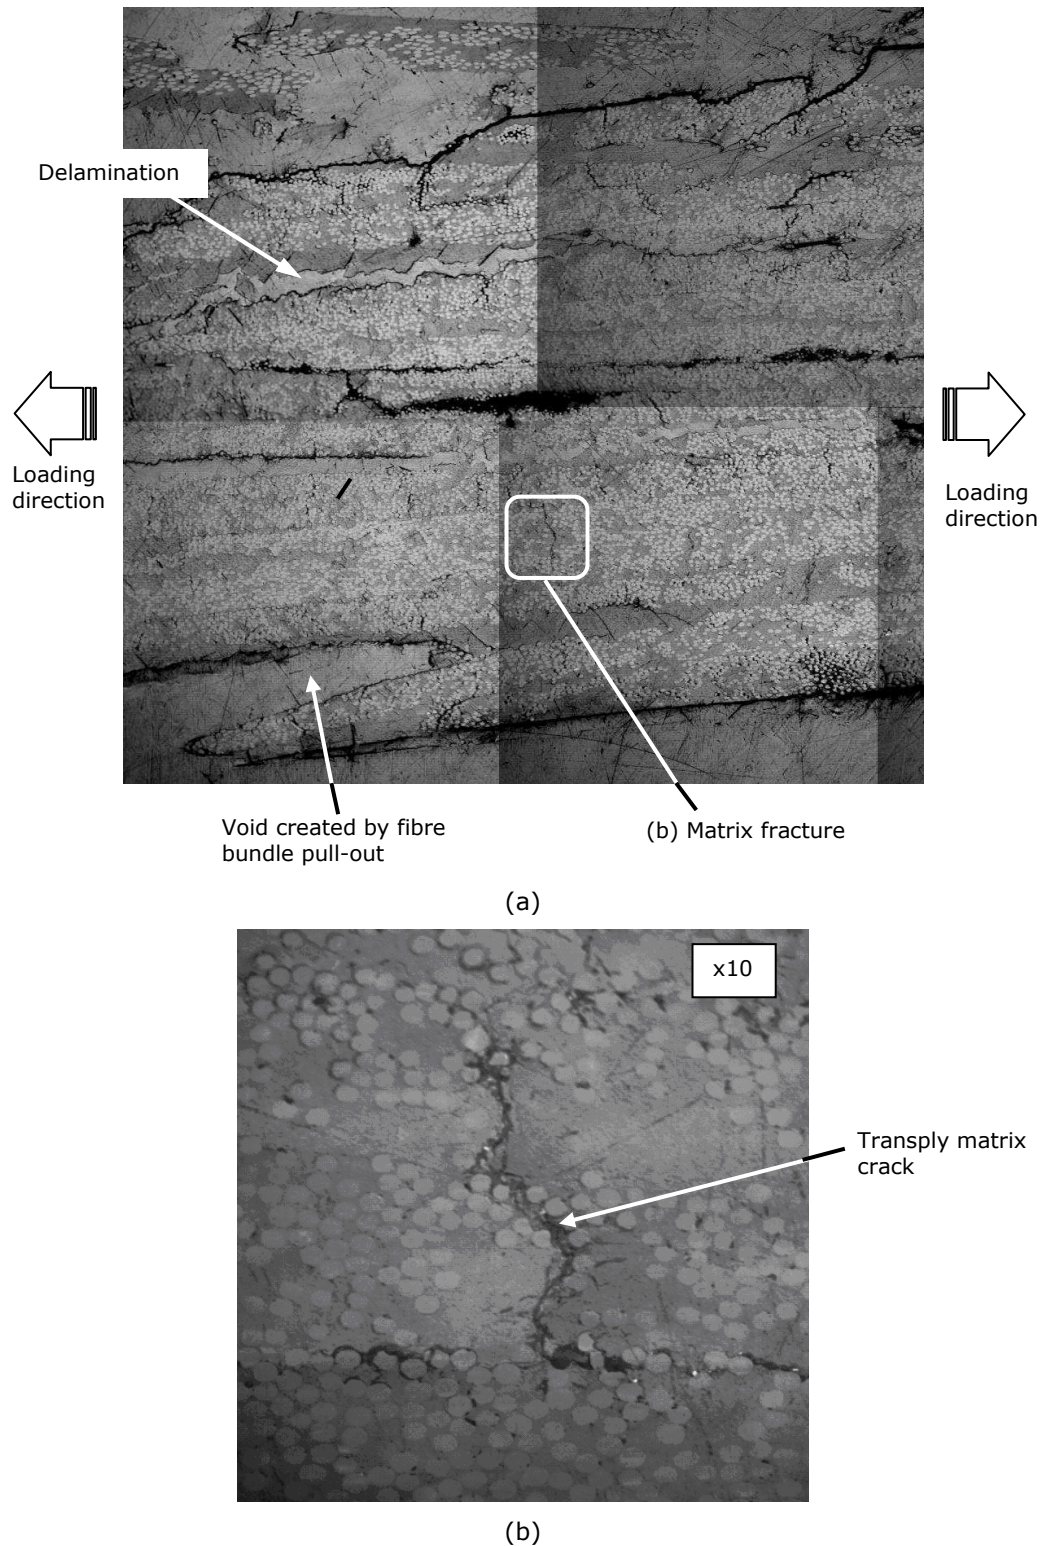 Delamination
Loading
direction
Loading
direction
Void created by fibre
bundle pull-out
(b) Matrix fracture
(a)
x10
Transply matrix
crack
(b)